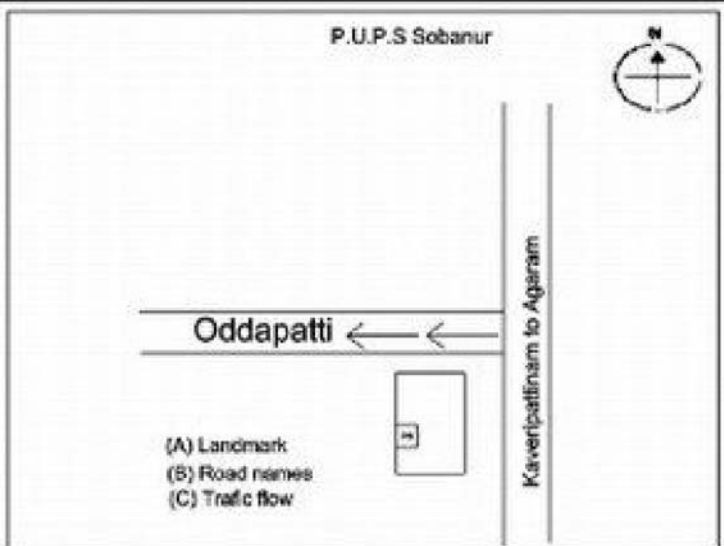 P.U.P.S Sobanur
N
Oddapatti
Kaveripattinam to Agaram
(A) Landmark
(B) Road names
(C) Trafic flow